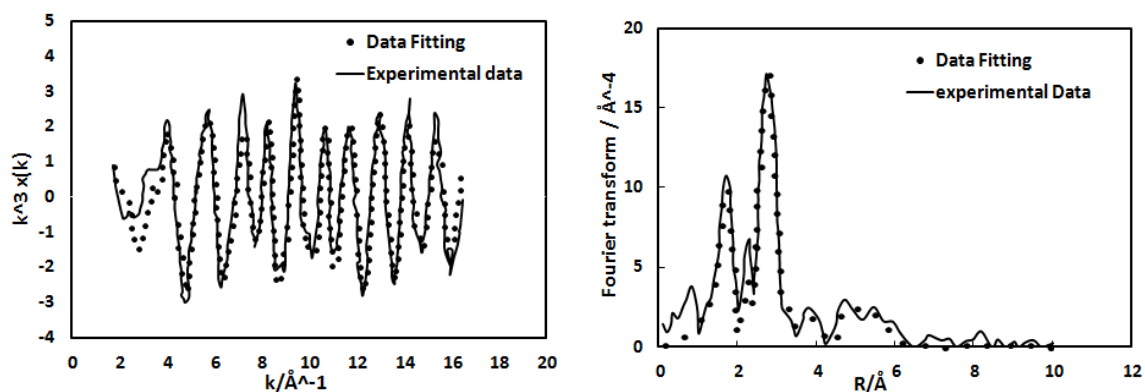 5
4
3
2
1
0
-1
-2
-3
-4
k^3 x(k)
Data Fitting
Experimental data
0 2 4 6 8 10 12 14 16 18 20
k/Å^-1
20
15
10
5
0
Fourier transform / Å^-4
Data Fitting
experimental Data
0 2 4 6 8 10 12
R/Å